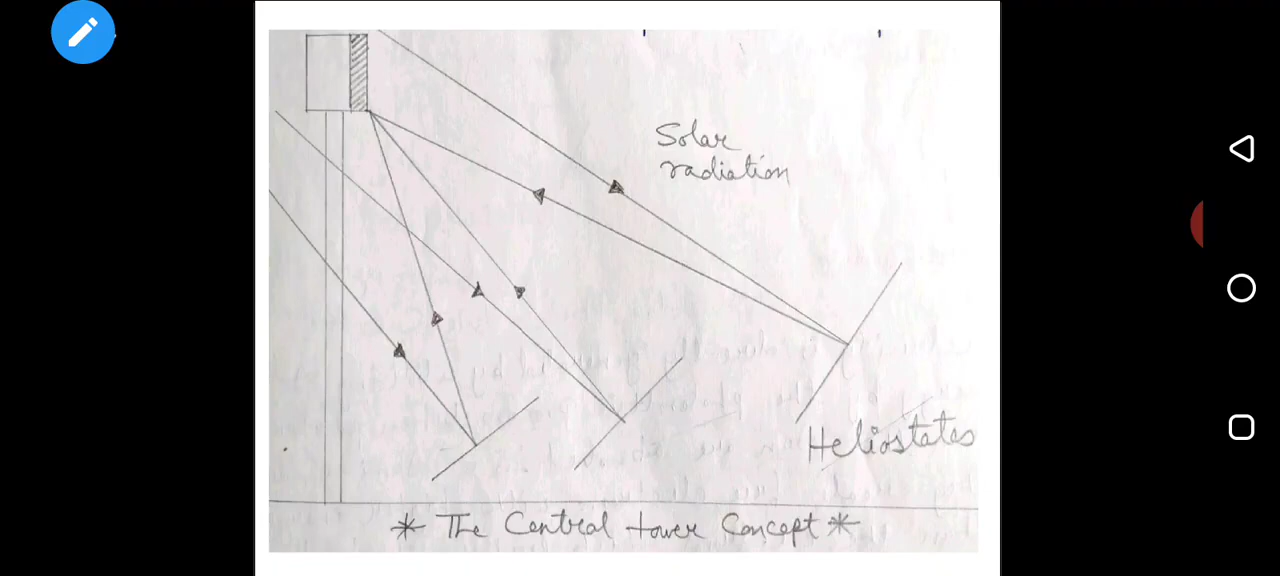 Solar
radiation
Heliostates
* The Central tower Concept *